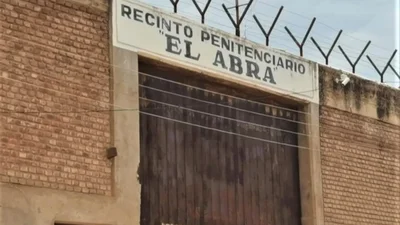 RECINTO PENITENCIARIO
"EL ABRA"